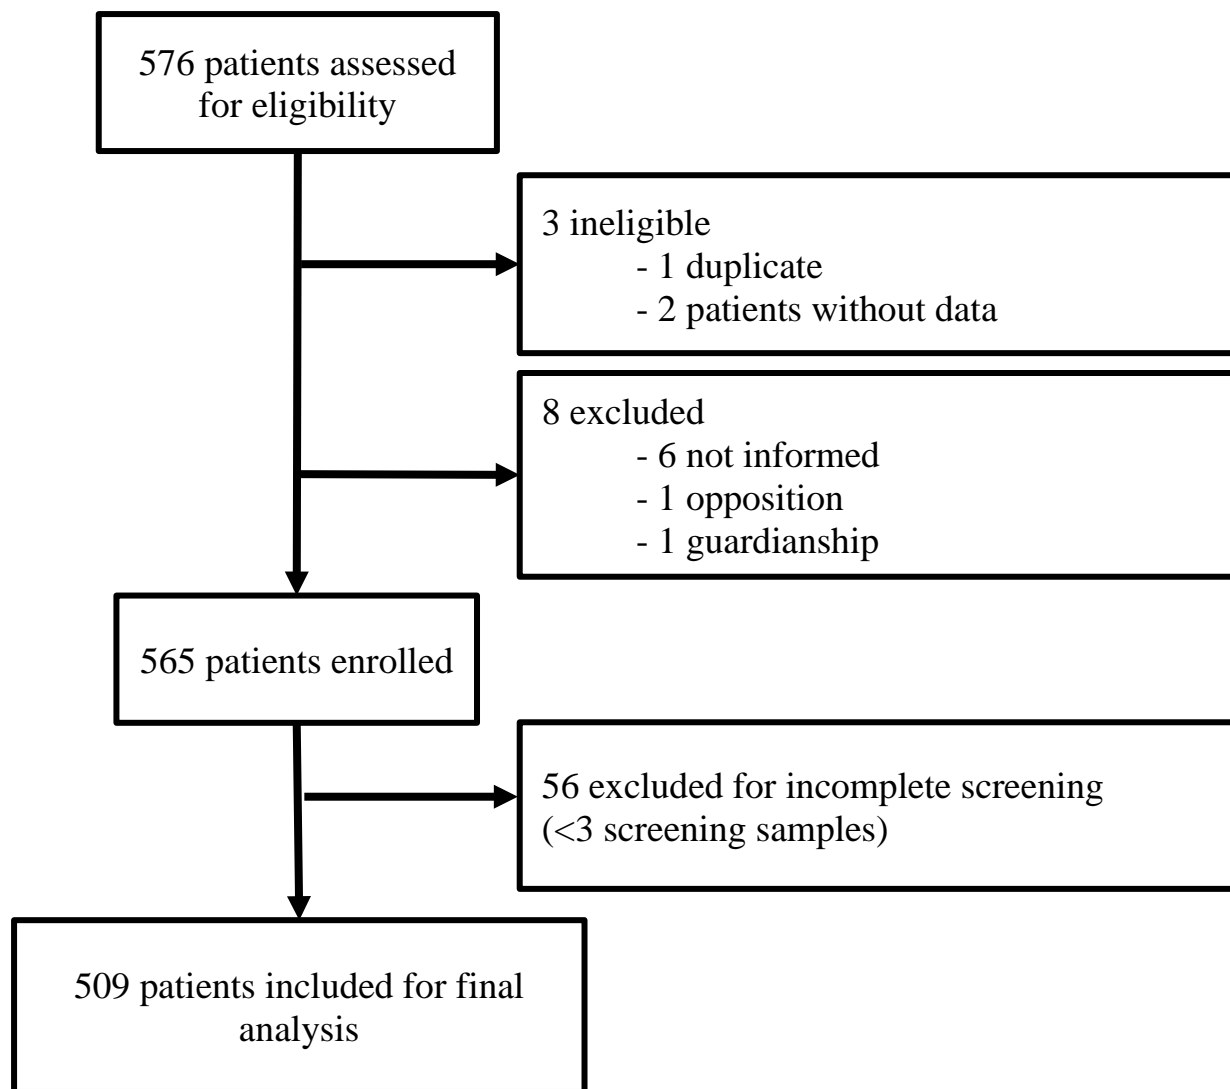 576 patients assessed
for eligibility
3 ineligible
- 1 duplicate
- 2 patients without data
8 excluded
- 6 not informed
- 1 opposition
- 1 guardianship
565 patients enrolled
56 excluded for incomplete screening
(<3 screening samples)
509 patients included for final
analysis